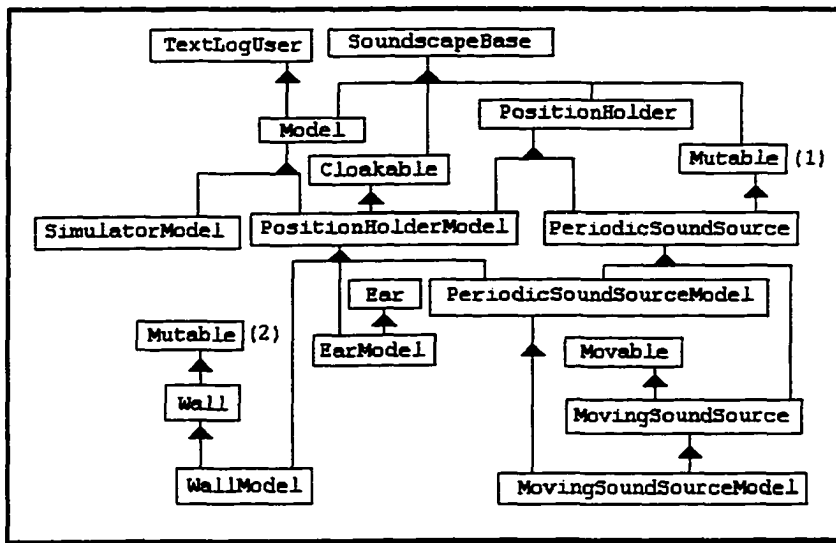 TextLogUser
SoundscapeBase
Model
PositionHolder
Cloakable
Mutable (1)
SimulatorModel
PositionHolderModel
PeriodicSoundSource
Ear
PeriodicSoundSourceModel
Mutable (2)
EarModel
Movable
Wall
MovingSoundSource
WallModel
MovingSoundSourceModel